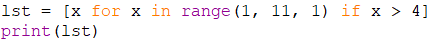 lst = [x for x in range(1, 11, 1) if x > 4]
print(lst)